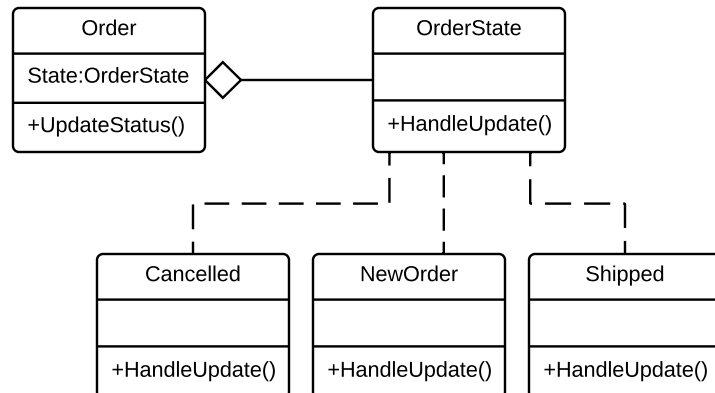 Order
State:OrderState
+UpdateStatus()
OrderState
+HandleUpdate()
Cancelled
+HandleUpdate()
NewOrder
+HandleUpdate()
Shipped
+HandleUpdate()